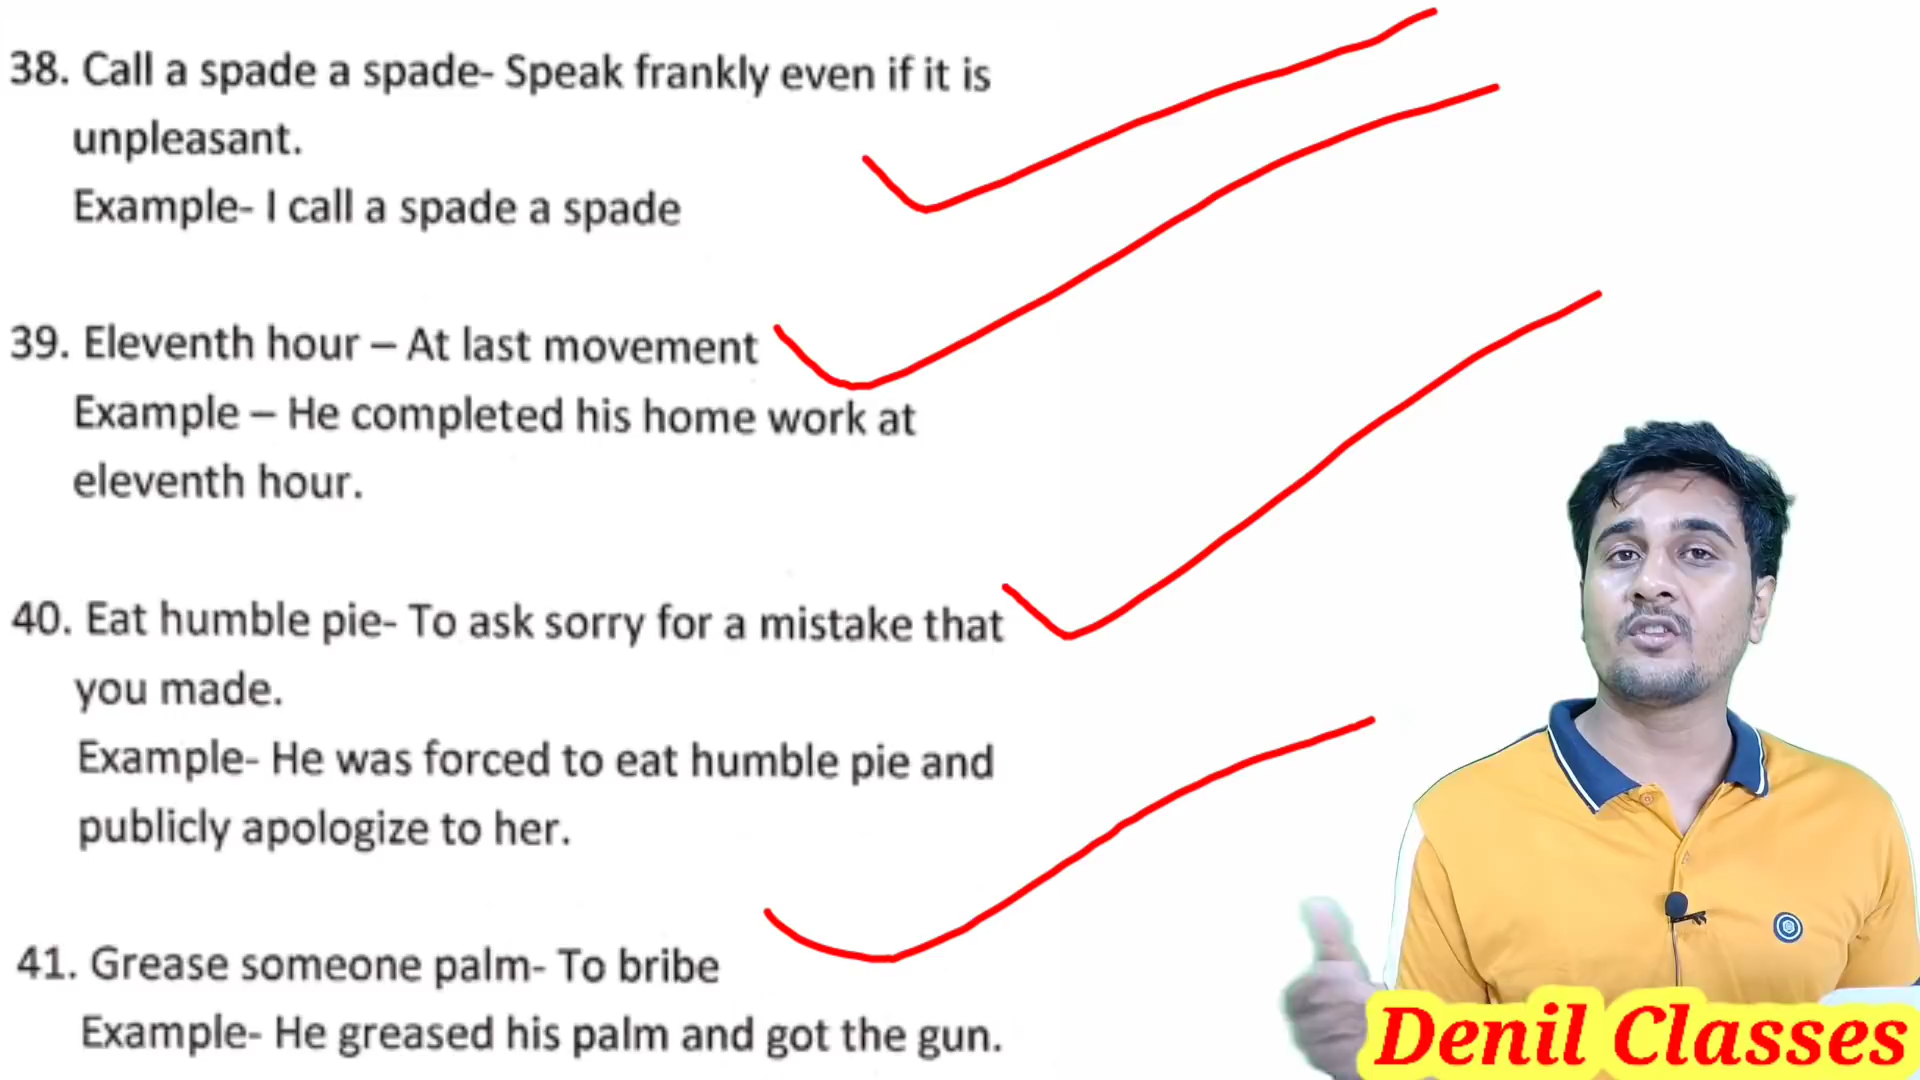 38. Call a spade a spade- Speak frankly even if it is
unpleasant.
Example- I call a spade a spade
39. Eleventh hour – At last movement
Example – He completed his home work at
eleventh hour.
40. Eat humble pie- To ask sorry for a mistake that
you made.
Example- He was forced to eat humble pie and
publicly apologize to her.
41. Grease someone palm- To bribe
Example- He greased his palm and got the gun.
Denil Classes